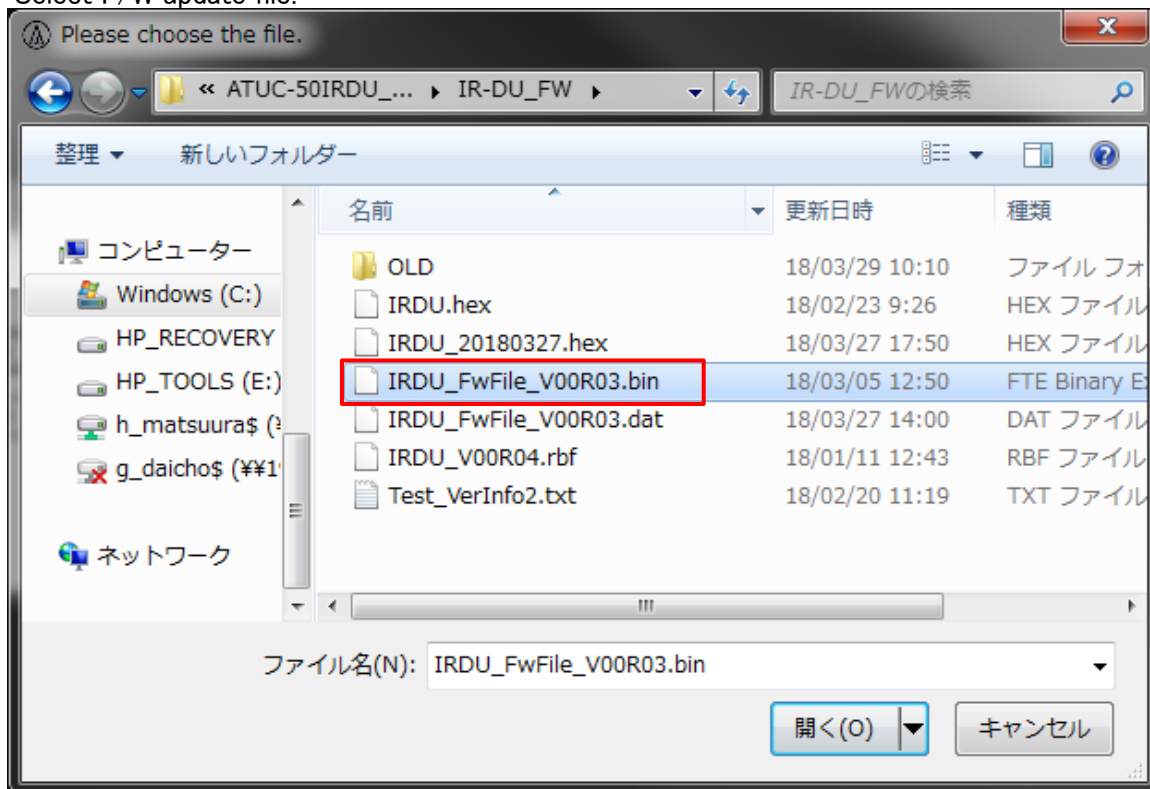 Select F/W update file.
Please choose the file.
« ATUC-50IRDU_... ▸ IR-DU_FW ▸
IR-DU_FWの検索
整理 新しいフォルダー
名前 更新日時 種類
コンピューター
Windows (C:)
HP_RECOVERY
HP_TOOLS (E:)
h_matsuura$ (¥
g_daicho$ (¥¥1
ネットワーク
OLD 18/03/29 10:10 ファイル フォ
IRDU.hex 18/02/23 9:26 HEX ファイル
IRDU_20180327.hex 18/03/27 17:50 HEX ファイル
IRDU_FwFile_V00R03.bin 18/03/05 12:50 FTE Binary Ex
IRDU_FwFile_V00R03.dat 18/03/27 14:00 DAT ファイル
IRDU_V00R04.rbf 18/01/11 12:43 RBF ファイル
Test_VerInfo2.txt 18/02/20 11:19 TXT ファイル
ファイル名(N): IRDU_FwFile_V00R03.bin
開く(O) キャンセル